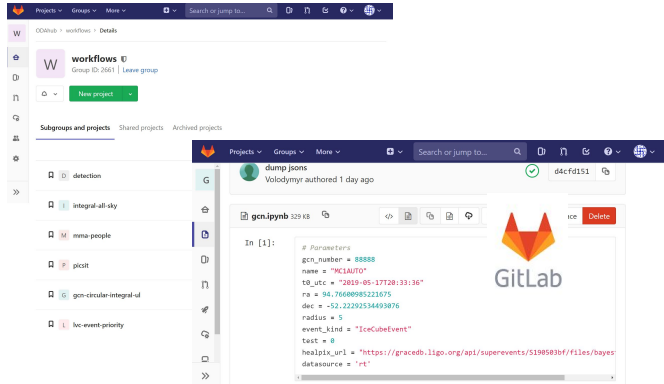 Projects Groups More Search or jump to...
ODAhub > workflows > Details
W
W
workflows
Group ID: 2661 | Leave group
New project
Subgroups and projects Shared projects Archived projects
D detection
I integral-all-sky
M mma-people
P picsit
G gcn-circular-integral-ul
L lvc-event-priority
Projects Groups More Search or jump to...
G
dump jsons
Volodymyr authored 1 day ago
d4cfd151
gcn.ipynb 329 KB
Delete
In [1]:
# Parameters
gcn_number = 88888
name = "MC1AUTO"
t0_utc = "2019-05-17T20:33:36"
ra = 94.76600985221675
dec = -52.22292534493076
radius = 5
event_kind = "IceCubeEvent"
test = 0
healpix_url = "https://gracedb.ligo.org/api/superevents/S190503bf/files/bayes
datasource = 'rt'
GitLab